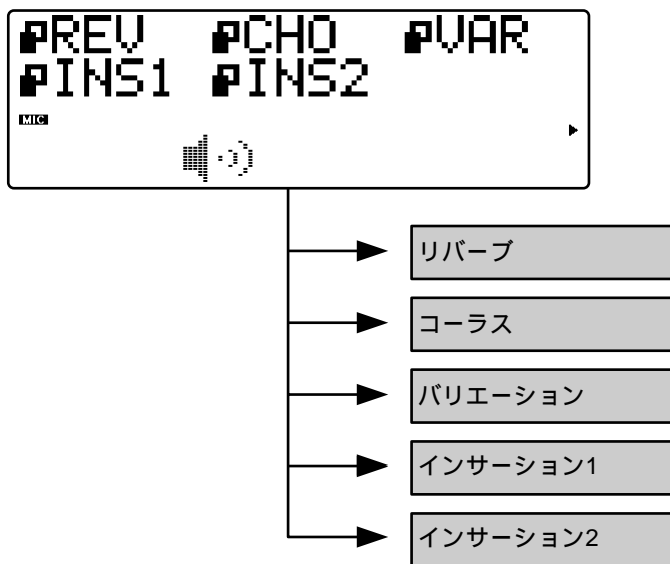 REV CHO VAR
INS1 INS2
MIC
リバーブ
コーラス
バリエーション
インサーション1
インサーション2